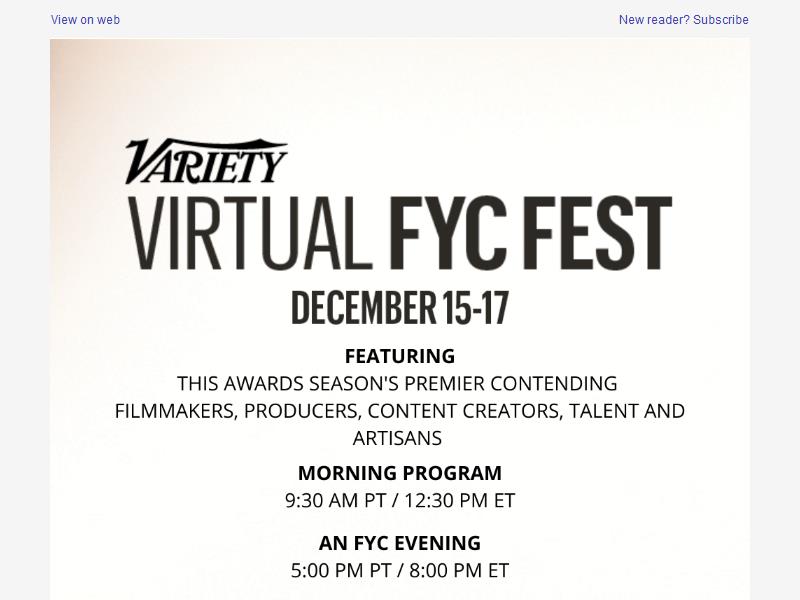 View on web
New reader? Subscribe
VARIETY
VIRTUAL FYC FEST
DECEMBER 15-17
FEATURING
THIS AWARDS SEASON'S PREMIER CONTENDING
FILMMAKERS, PRODUCERS, CONTENT CREATORS, TALENT AND
ARTISANS
MORNING PROGRAM
9:30 AM PT / 12:30 PM ET
AN FYC EVENING
5:00 PM PT / 8:00 PM ET